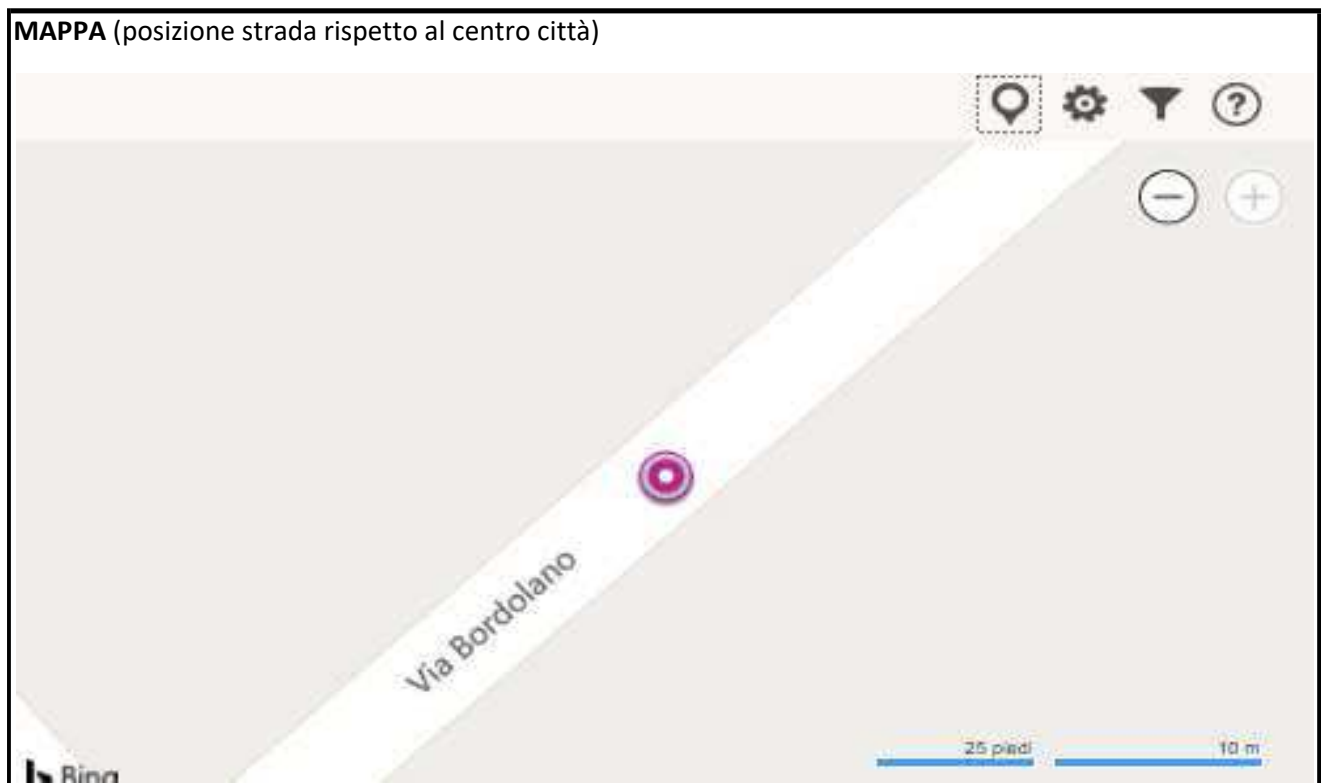 MAPPA (posizione strada rispetto al centro città)
?
Via Bordolano
25 piedi
10 m
Bing